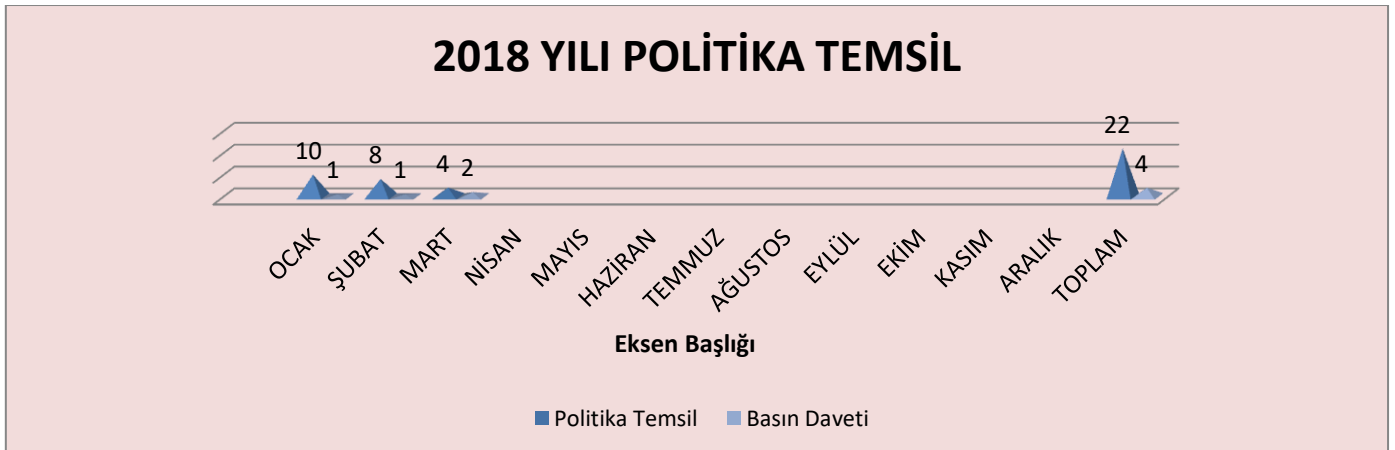 2018 YILI POLİTİKA TEMSİL
10 1 8 1 4 2 22 4
OCAK ŞUBAT MART NİSAN MAYIS HAZİRAN TEMMUZ AĞUSTOS EYLÜL EKİM KASIM ARALIK TOPLAM
Eksen Başlığı
Politika Temsil Basın Daveti